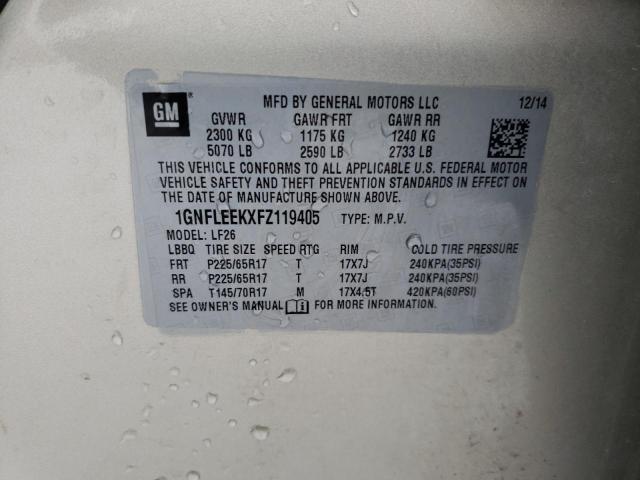 GM
MFD BY GENERAL MOTORS LLC 12/14
GVWR GAWR FRT GAWR RR
2300 KG 1175 KG 1240 KG
5070 LB 2590 LB 2733 LB
THIS VEHICLE CONFORMS TO ALL APPLICABLE U.S. FEDERAL MOTOR
VEHICLE SAFETY AND THEFT PREVENTION STANDARDS IN EFFECT ON
THE DATE OF MANUFACTURE SHOWN ABOVE.
1GNFLEEKXFZ119405 TYPE: M.P.V.
MODEL: LF26
LBBQ TIRE SIZE SPEED RTG RIM COLD TIRE PRESSURE
FRT P225/65R17 T 17X7J 240KPA(35PSI)
RR P225/65R17 T 17X7J 240KPA(35PSI)
SPA T145/70R17 M 17X4.5T 420KPA(60PSI)
SEE OWNER'S MANUAL FOR MORE INFORMATION.